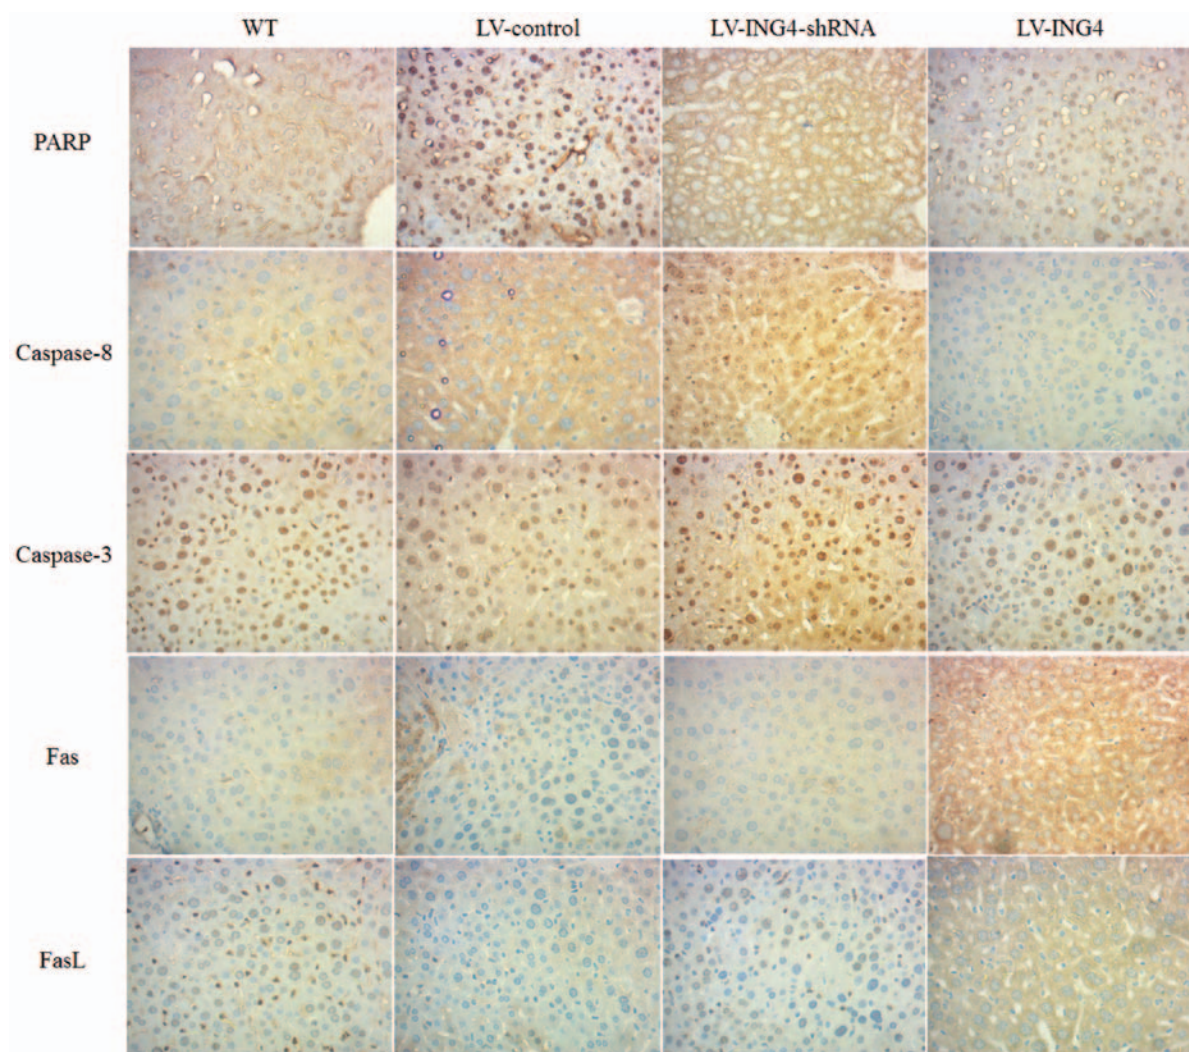 WT LV-control LV-ING4-shRNA LV-ING4
PARP
Caspase-8
Caspase-3
Fas
FasL